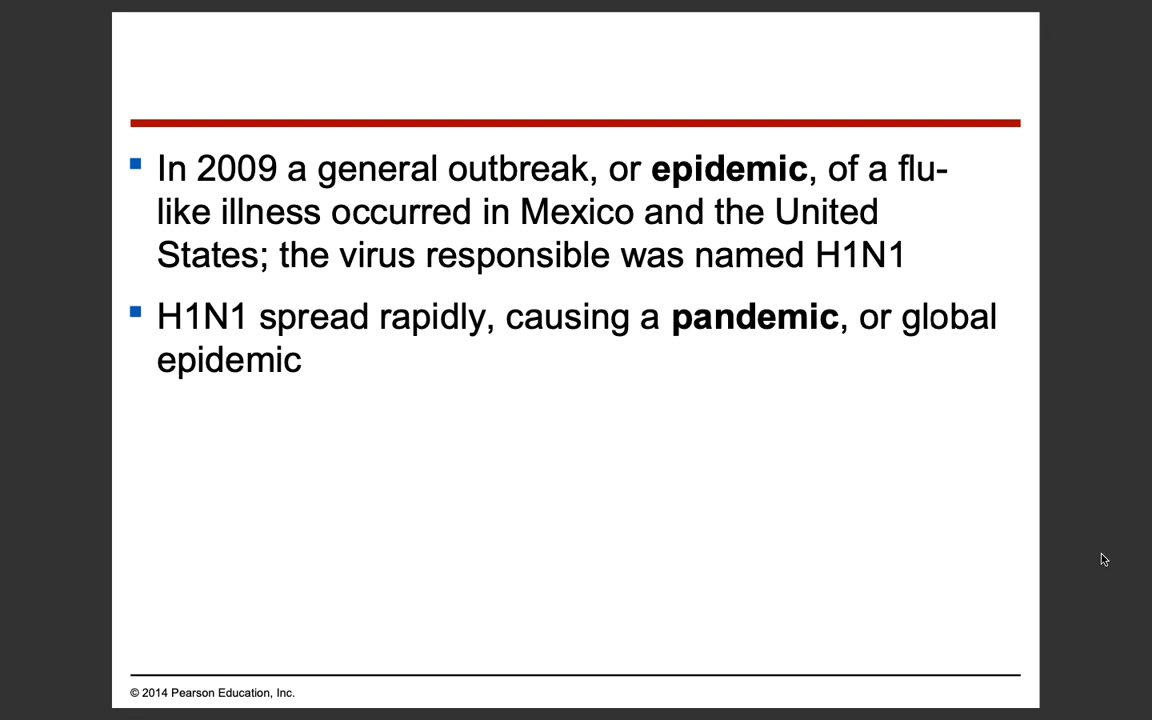 In 2009 a general outbreak, or epidemic, of a flu-
like illness occurred in Mexico and the United
States; the virus responsible was named H1N1
H1N1 spread rapidly, causing a pandemic, or global
epidemic
© 2014 Pearson Education, Inc.